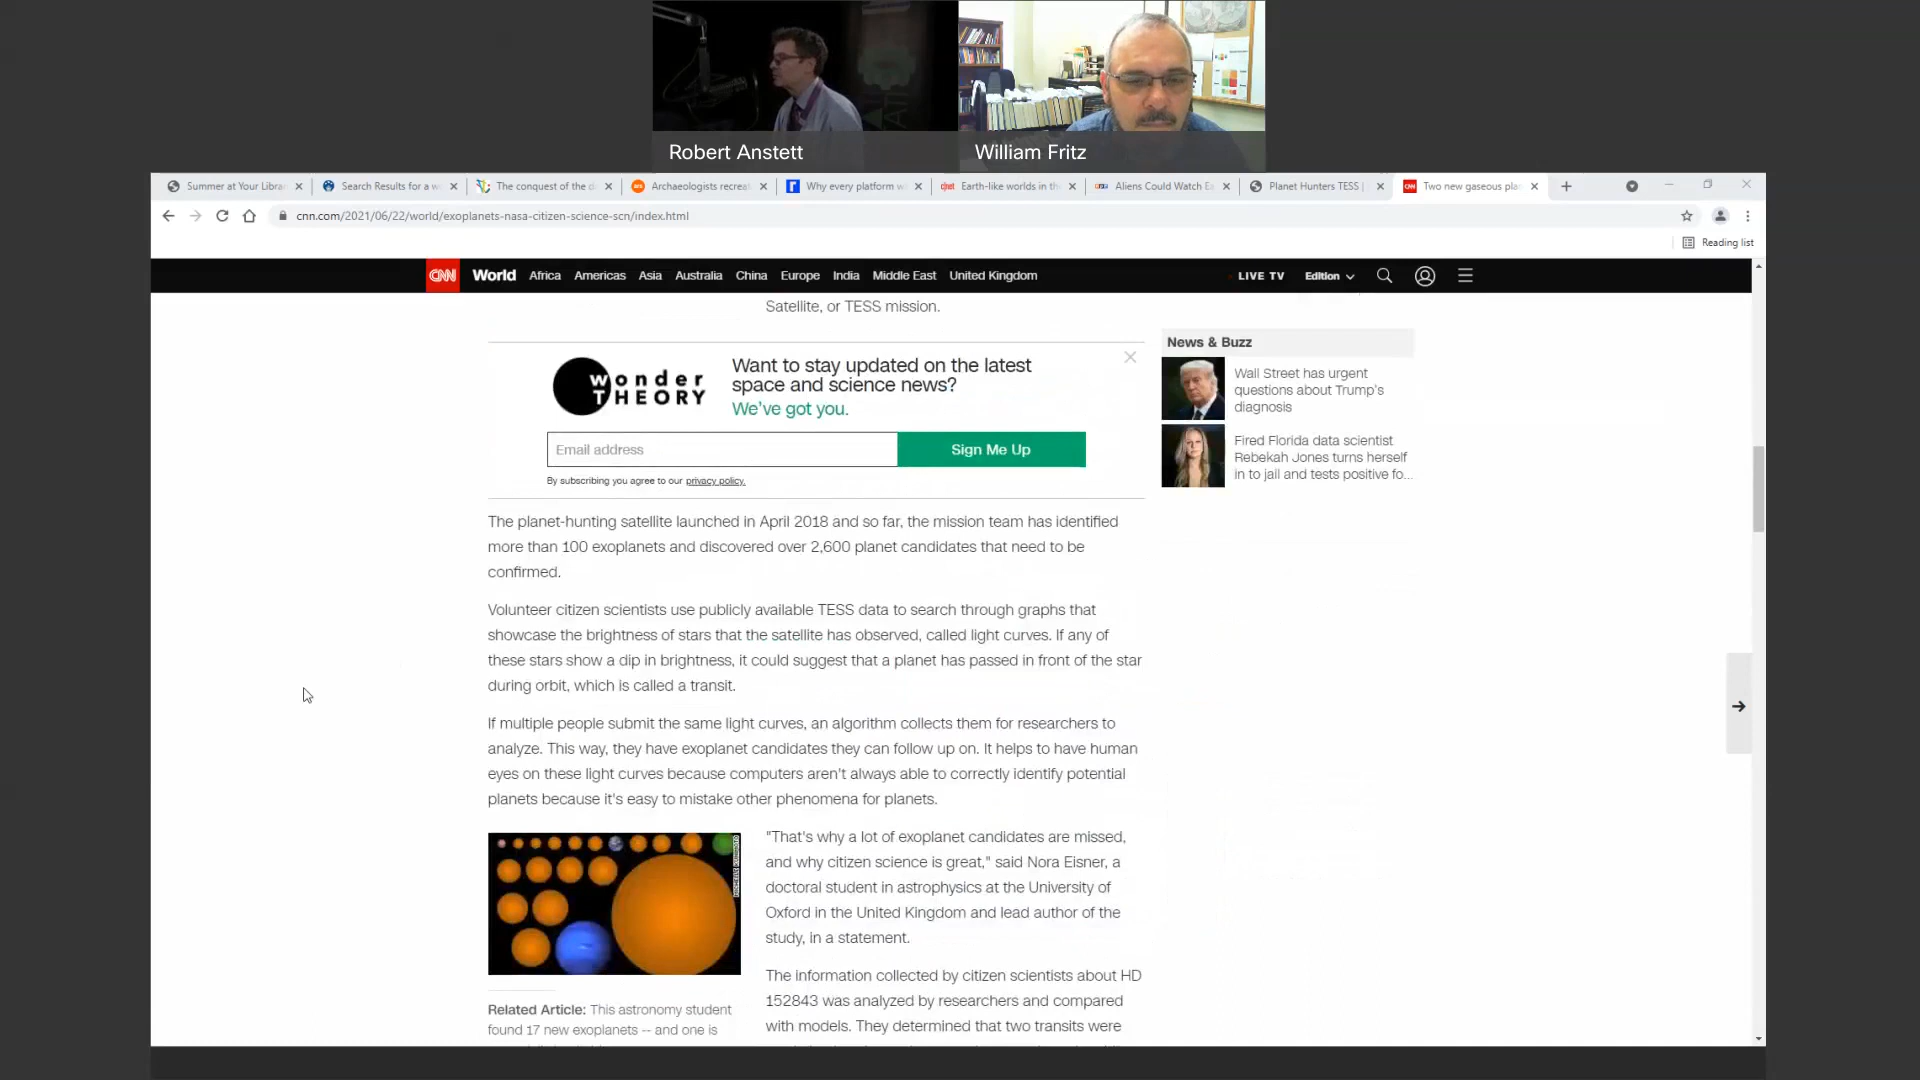 Robert Anstett
William Fritz
Summer at Your Librar
Search Results for a w
The conquest of the d
Archaeologists recrea
Why every platform w
cnet Earth-like worlds in th
Aliens Could Watch E
Planet Hunters TESS |
CNN Two new gaseous pla
cnn.com/2021/06/22/world/exoplanets-nasa-citizen-science-scn/index.html
Reading list
CNN World Africa Americas Asia Australia China Europe India Middle East United Kingdom
LIVE TV Edition
Satellite, or TESS mission.
wonder
THEORY
Want to stay updated on the latest
space and science news?
We've got you.
Email address
Sign Me Up
By subscribing you agree to our privacy policy.
News & Buzz
Wall Street has urgent
questions about Trump's
diagnosis
Fired Florida data scientist
Rebekah Jones turns herself
in to jail and tests positive fo...
The planet-hunting satellite launched in April 2018 and so far, the mission team has identified
more than 100 exoplanets and discovered over 2,600 planet candidates that need to be
confirmed.
Volunteer citizen scientists use publicly available TESS data to search through graphs that
showcase the brightness of stars that the satellite has observed, called light curves. If any of
these stars show a dip in brightness, it could suggest that a planet has passed in front of the star
during orbit, which is called a transit.
If multiple people submit the same light curves, an algorithm collects them for researchers to
analyze. This way, they have exoplanet candidates they can follow up on. It helps to have human
eyes on these light curves because computers aren't always able to correctly identify potential
planets because it's easy to mistake other phenomena for planets.
"That's why a lot of exoplanet candidates are missed,
and why citizen science is great," said Nora Eisner, a
doctoral student in astrophysics at the University of
Oxford in the United Kingdom and lead author of the
study, in a statement.
Related Article: This astronomy student
found 17 new exoplanets -- and one is
The information collected by citizen scientists about HD
152843 was analyzed by researchers and compared
with models. They determined that two transits were